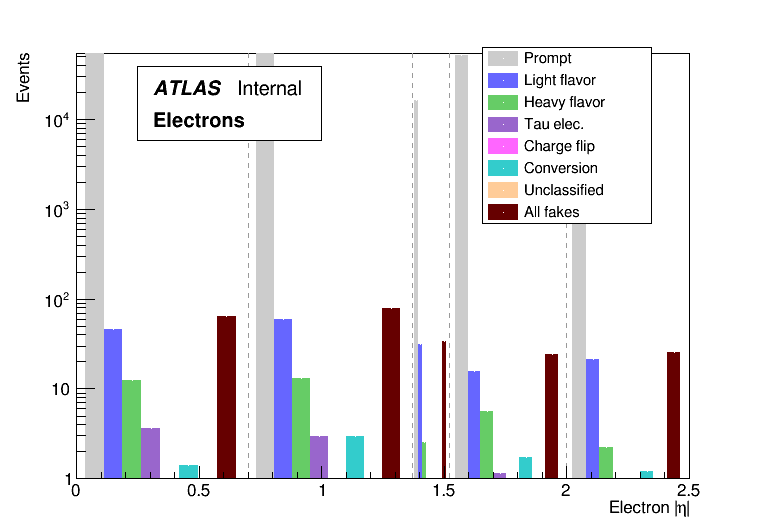 Events
ATLAS Internal
Electrons
Prompt
Light flavor
Heavy flavor
Tau elec.
Charge flip
Conversion
Unclassified
All fakes
10⁴
10³
10²
10
1
0 0.5 1 1.5 2 2.5
Electron |η|